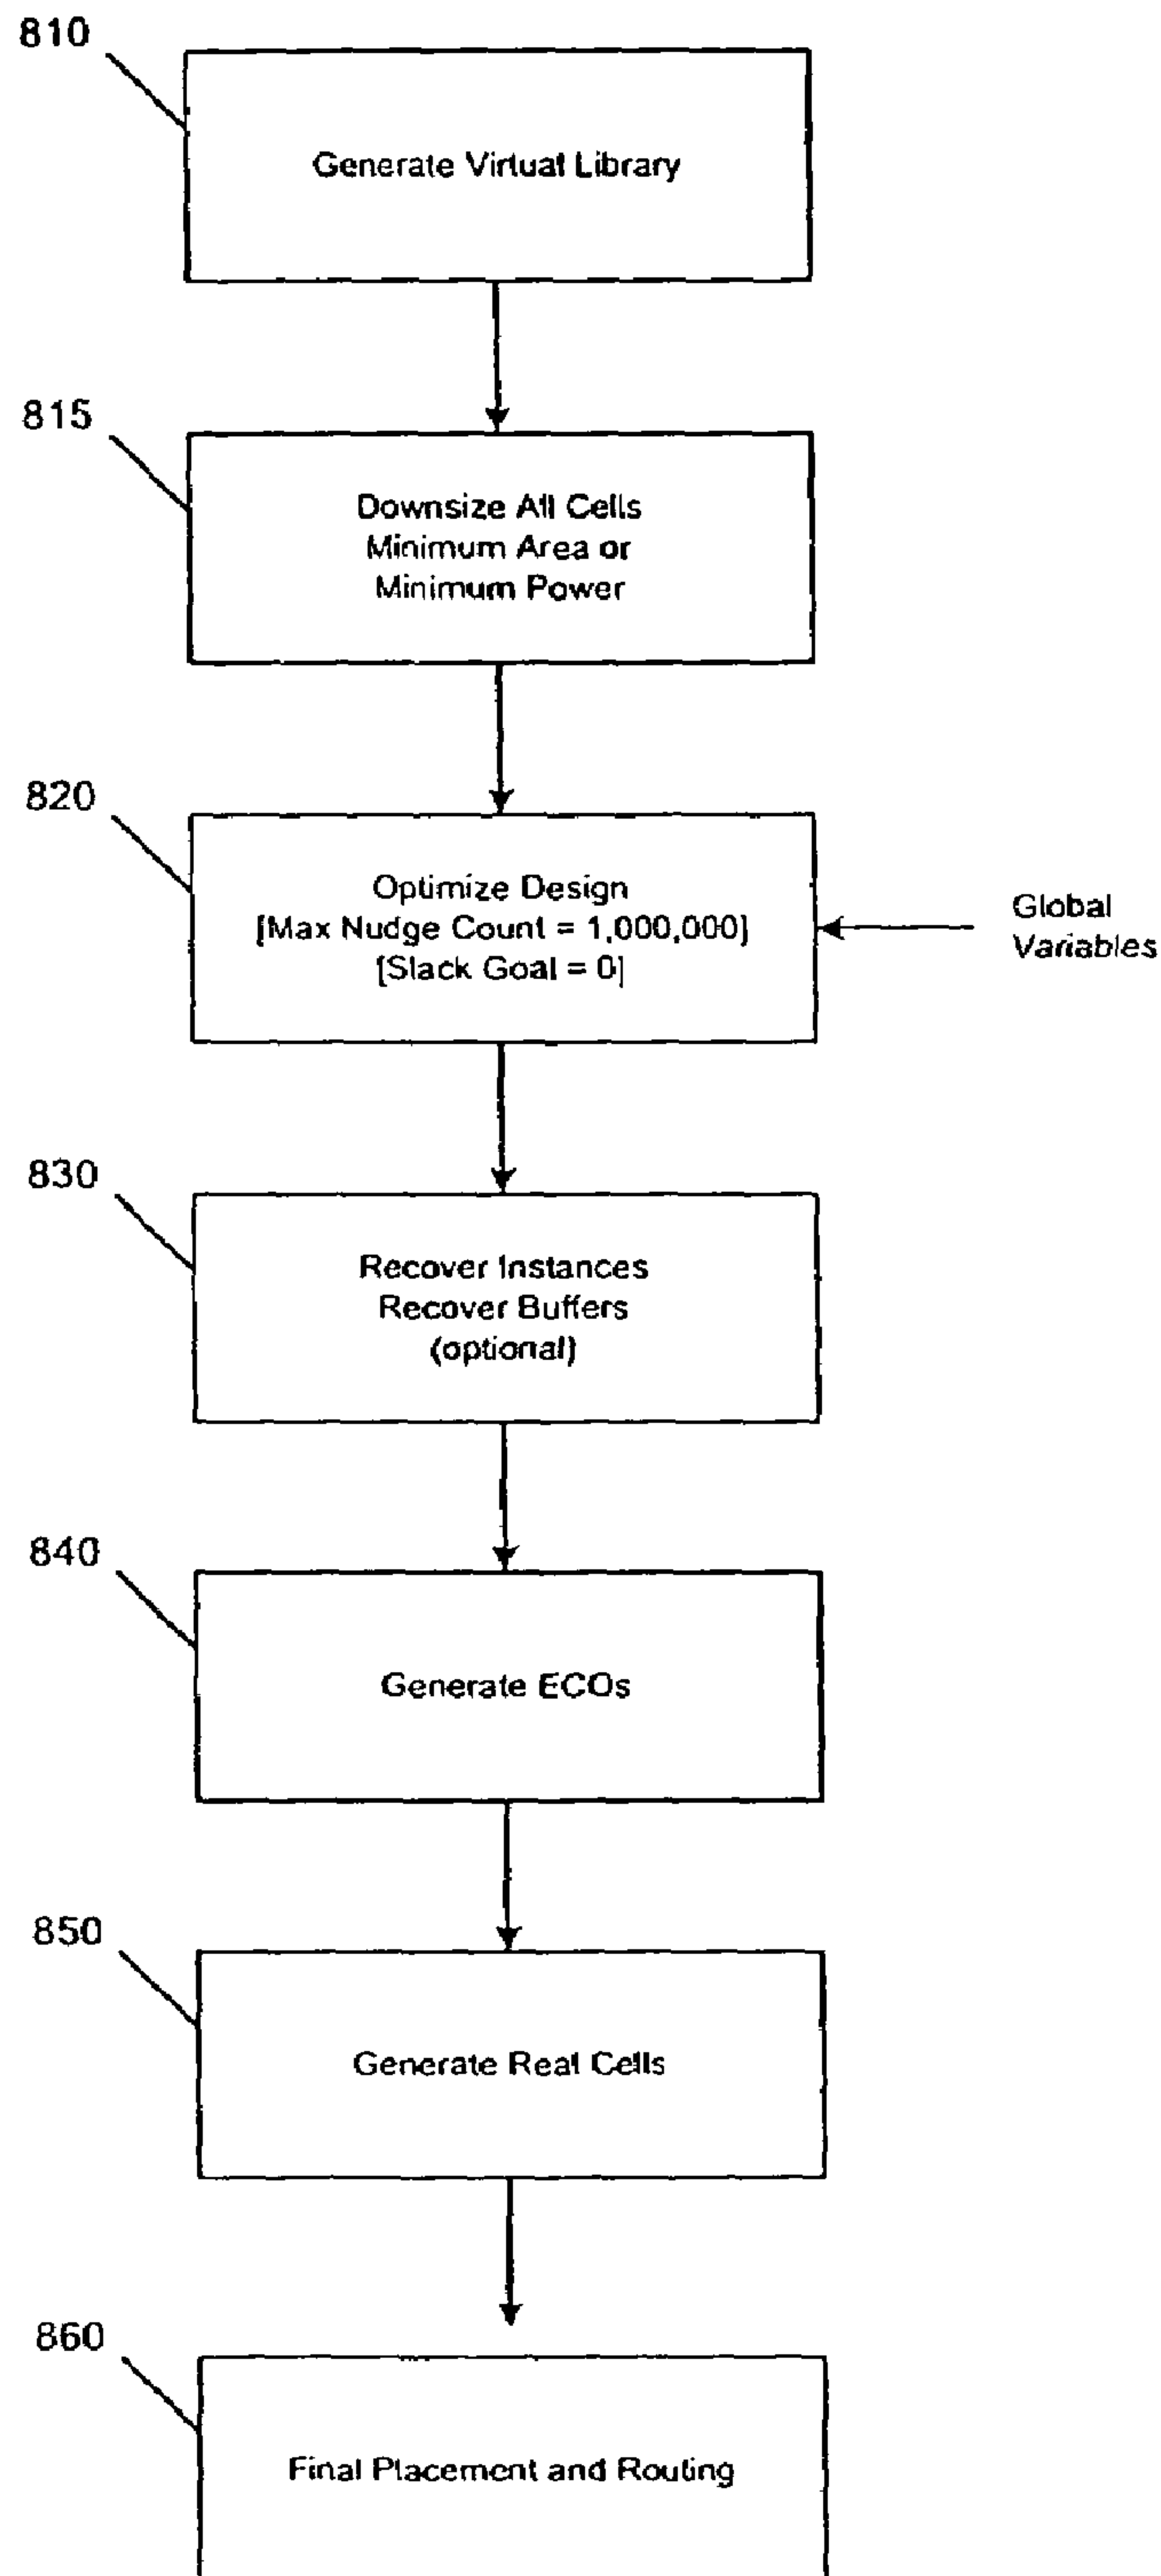 810
Generate Virtual Library
815
Downsize All Cells
Minimum Area or
Minimum Power
820
Optimize Design
[Max Nudge Count = 1,000,000]
[Slack Goal = 0]
Global
Variables
830
Recover Instances
Recover Buffers
(optional)
840
Generate ECOs
850
Generate Real Cells
860
Final Placement and Routing